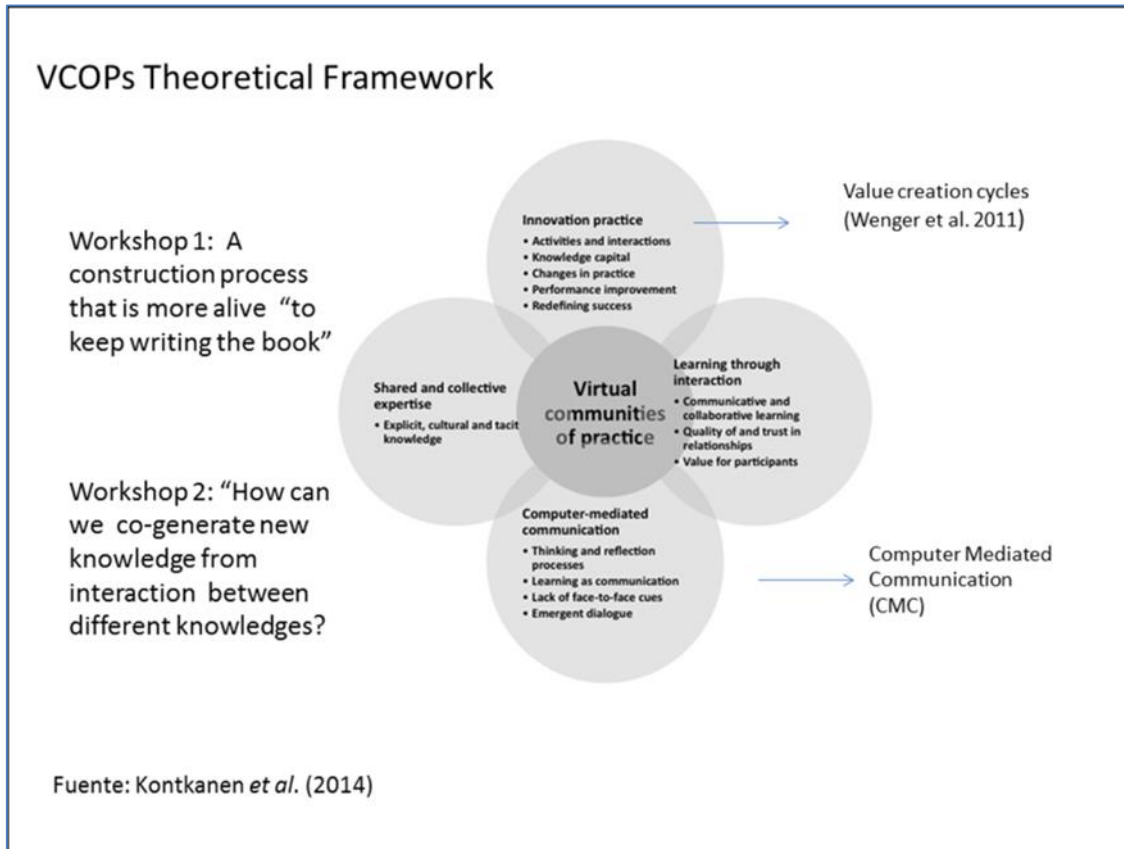 VCOPs Theoretical Framework
Workshop 1:  A
construction process
that is more alive  “to
keep writing the book”
Workshop 2: “How can
we  co-generate new
knowledge from
interaction  between
different knowledges?
Innovation practice
• Activities and interactions
• Knowledge capital
• Changes in practice
• Performance improvement
• Redefining success
Value creation cycles
(Wenger et al. 2011)
Shared and collective
expertise
• Explicit, cultural and tacit
knowledge
Virtual
communities
of practice
Learning through
interaction
• Communicative and
collaborative learning
• Quality of and trust in
relationships
• Value for participants
Computer-mediated
communication
• Thinking and reflection
processes
• Learning as communication
• Lack of face-to-face cues
• Emergent dialogue
Computer Mediated
Communication
(CMC)
Fuente: Kontkanen et al. (2014)